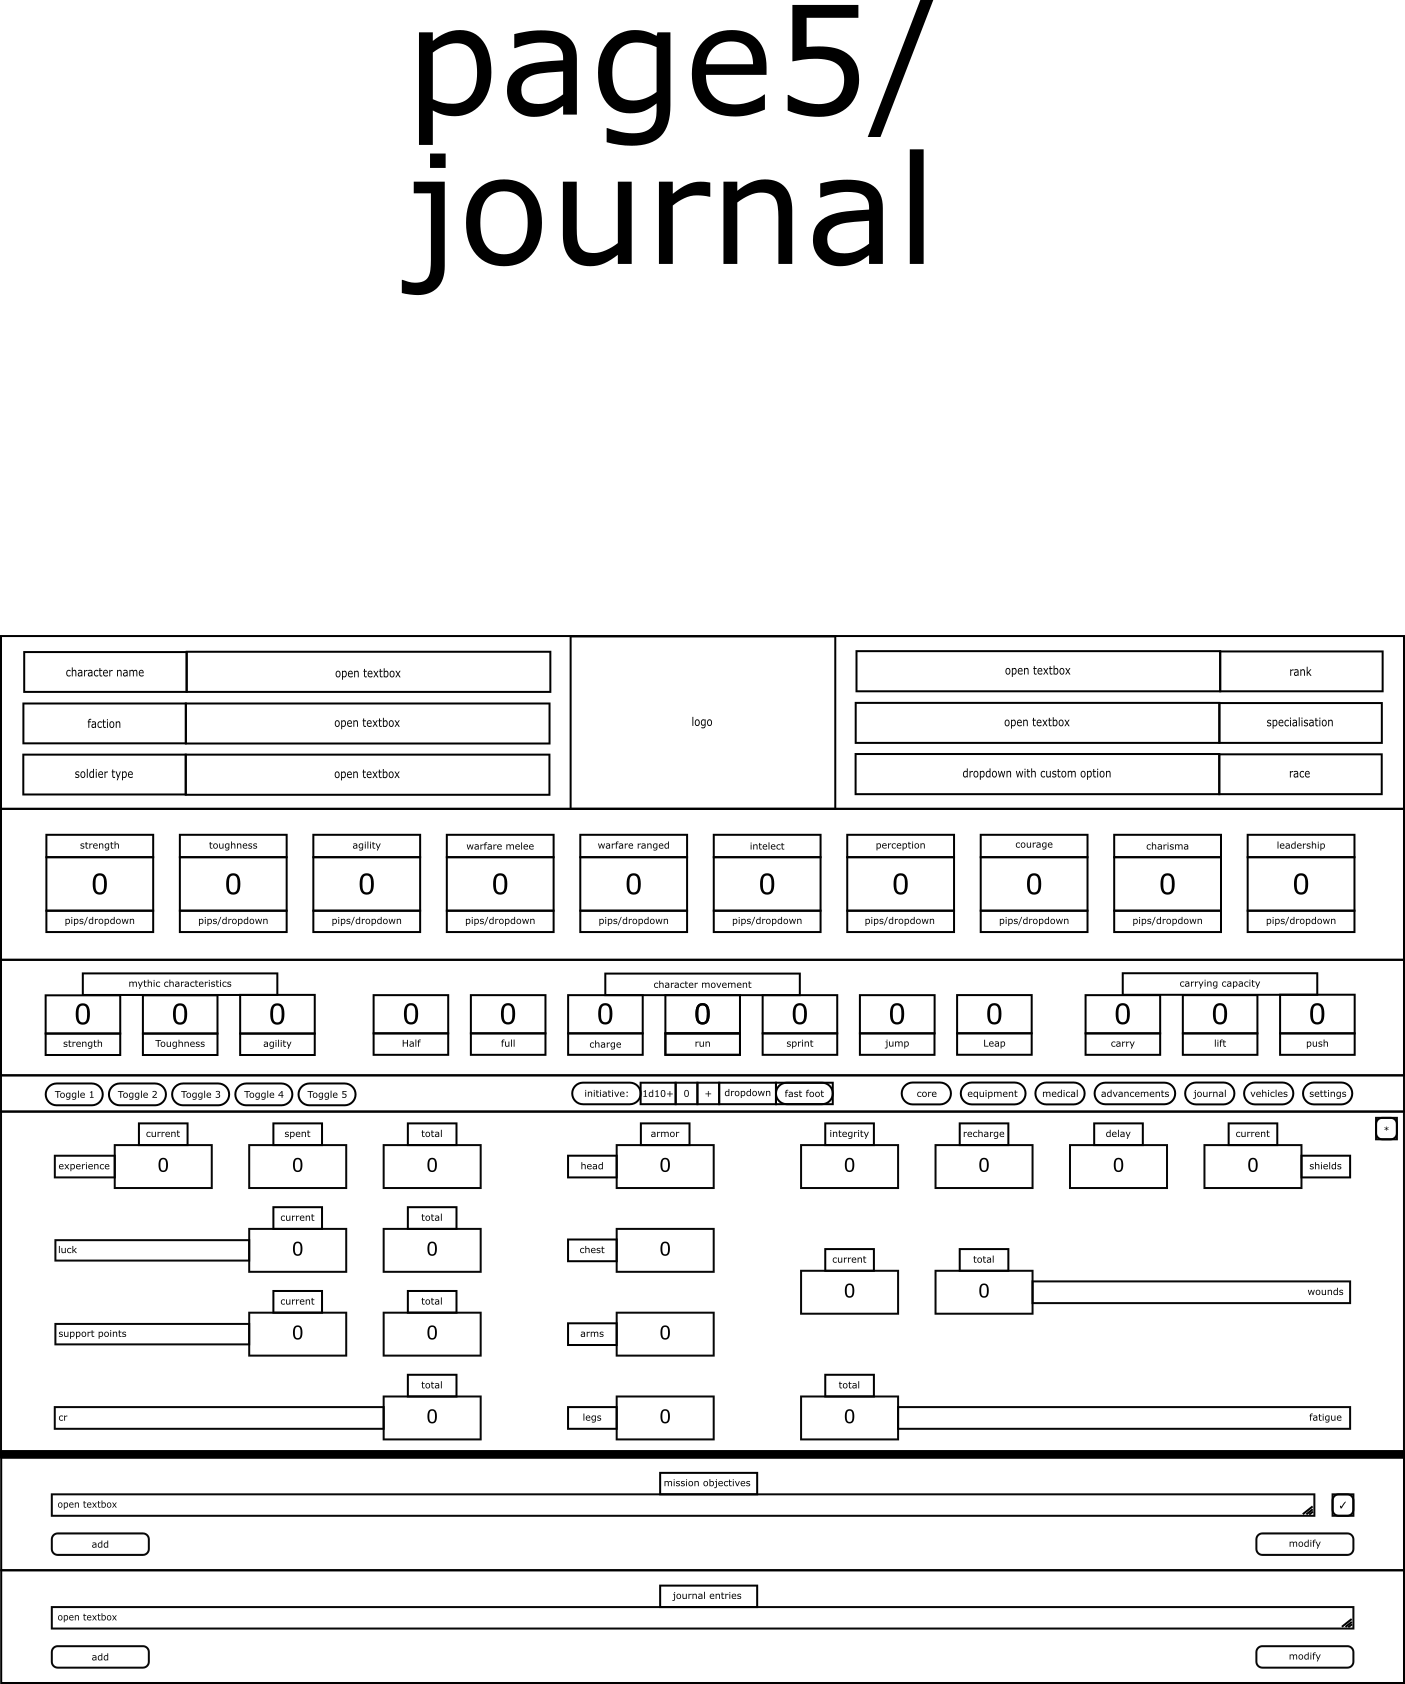 page5/
journal
character name open textbox
open textbox rank
logo
faction open textbox
open textbox specialisation
soldier type open textbox
dropdown with custom option race
strength toughness agility warfare melee warfare ranged intelect perception courage charisma leadership
0 0 0 0 0 0 0 0 0 0
pips/dropdown pips/dropdown pips/dropdown pips/dropdown pips/dropdown pips/dropdown pips/dropdown pips/dropdown pips/dropdown pips/dropdown
mythic characteristics character movement carrying capacity
0 0 0 0 0 0 0 0 0 0 0 0 0
strength Toughness agility Half full charge run sprint jump Leap carry lift push
Toggle 1 Toggle 2 Toggle 3 Toggle 4 Toggle 5 initiative: 1d10+ 0 + dropdown fast foot core equipment medical advancements journal vehicles settings
current spent total armor integrity recharge delay current *
experience 0 0 0 head 0 0 0 0 0 shields
current total
luck 0 0 chest 0
current total
0 0 wounds
current total
support points 0 0 arms 0
total total
cr 0 legs 0 0 fatigue
mission objectives
open textbox ✓
add modify
journal entries
open textbox
add modify